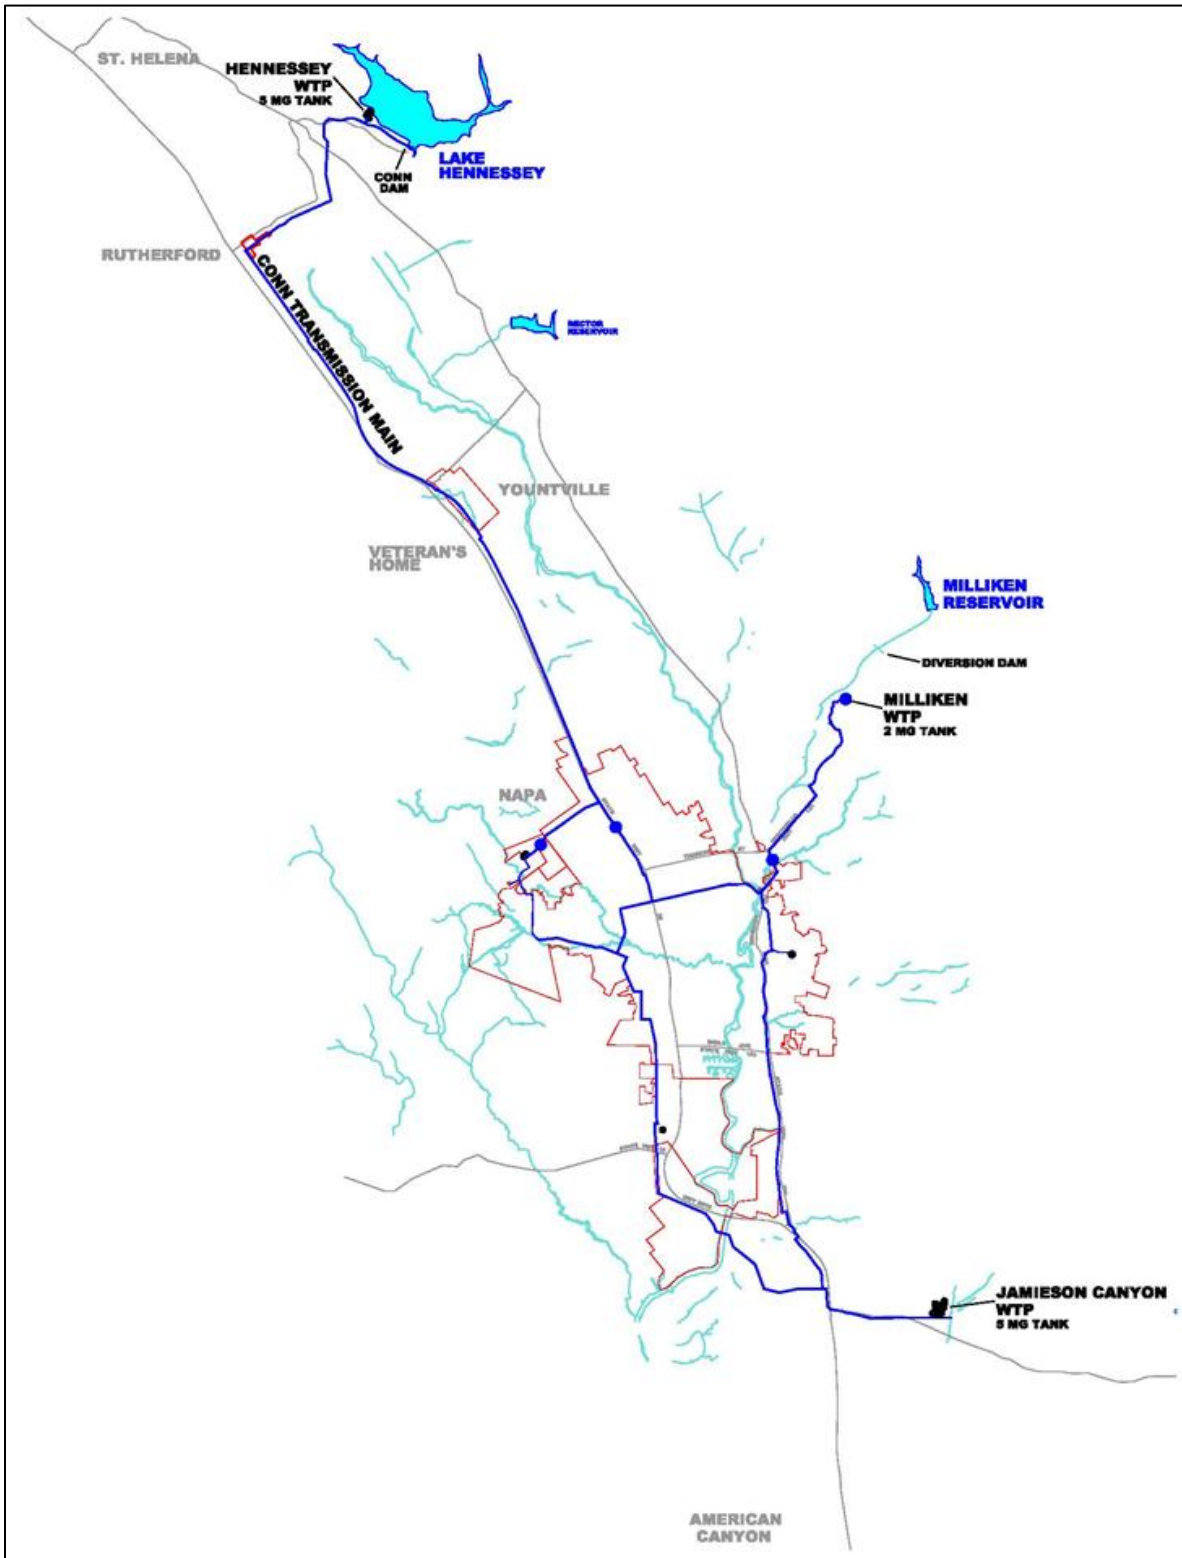 ST. HELENA
HENNESSEY
WTP
5 MG TANK
LAKE
HENNESSEY
CONN
DAM
RUTHERFORD
CONN TRANSMISSION MAIN
RECTOR
RESERVOIR
YOUNTVILLE
VETERAN'S
HOME
MILLIKEN
RESERVOIR
DIVERSION DAM
MILLIKEN
WTP
2 MG TANK
NAPA
JAMIESON CANYON
WTP
5 MG TANK
AMERICAN
CANYON